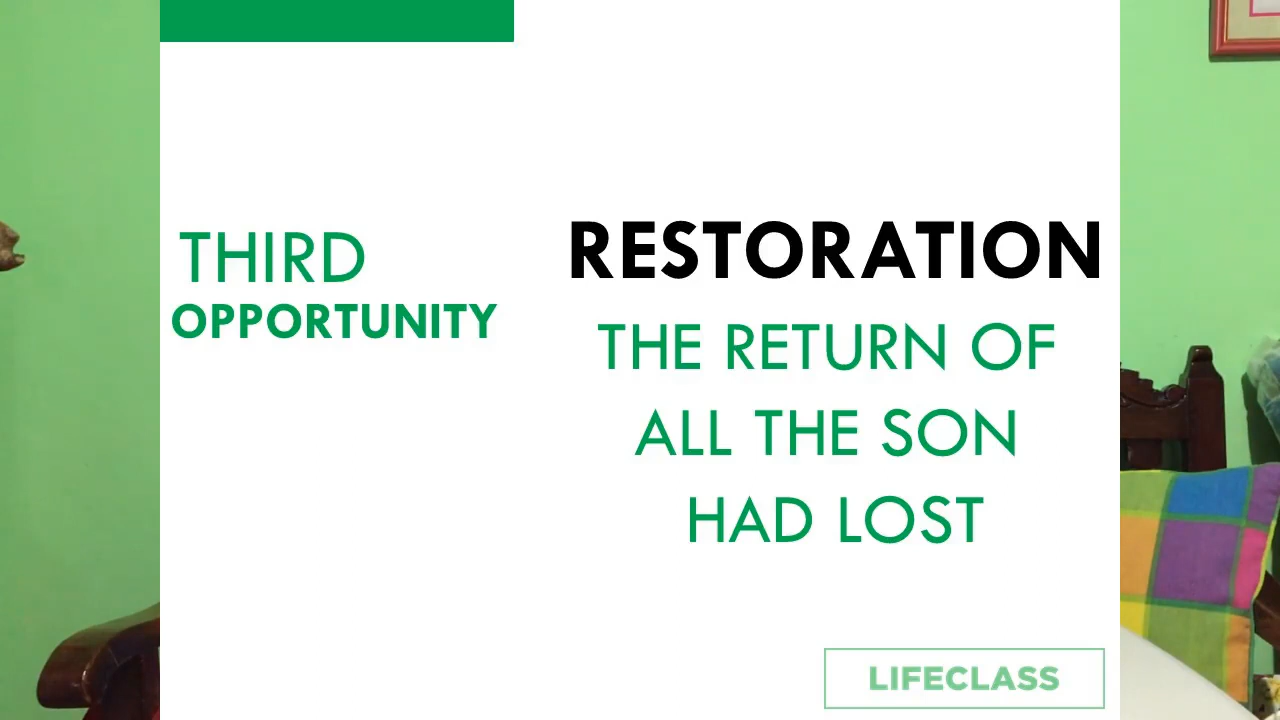 THIRD
OPPORTUNITY
RESTORATION
THE RETURN OF
ALL THE SON
HAD LOST
LIFECLASS